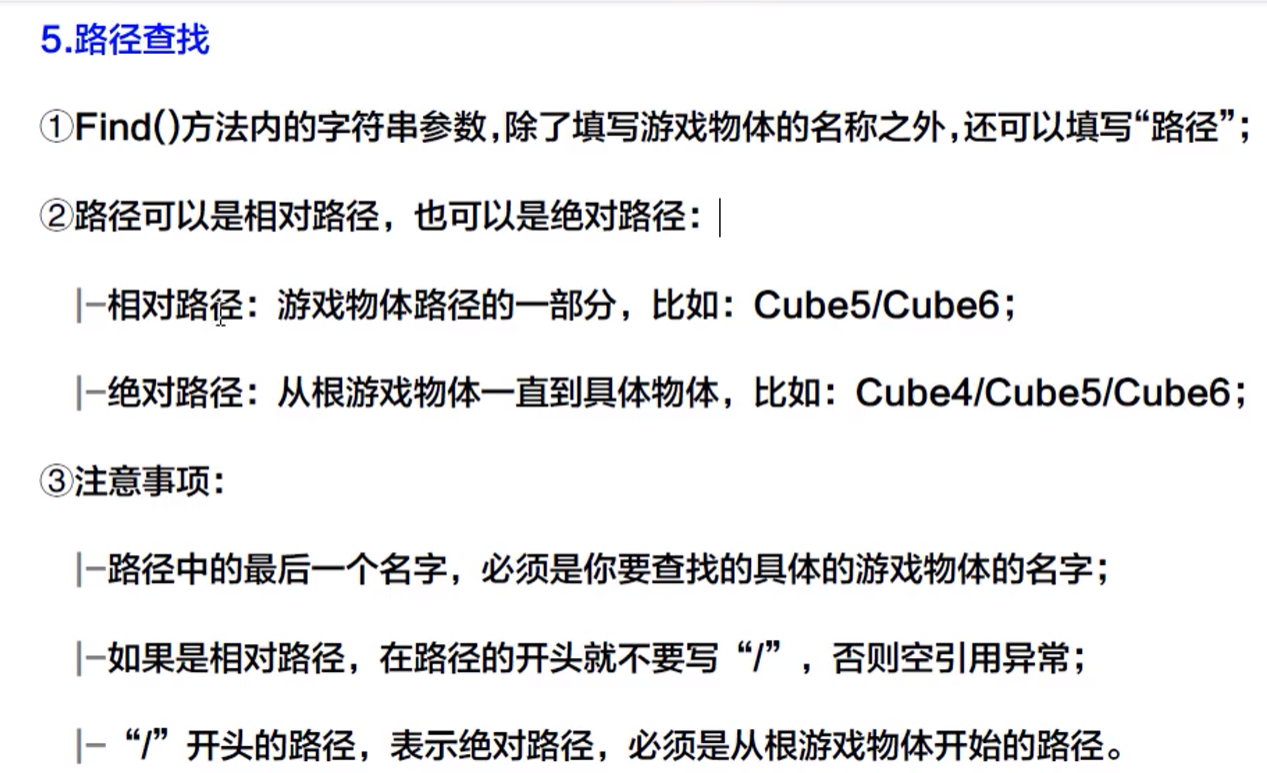 5.路径查找
①Find()方法内的字符串参数,除了填写游戏物体的名称之外,还可以填写“路径”;
②路径可以是相对路径，也可以是绝对路径：
|-相对路径：游戏物体路径的一部分，比如：Cube5/Cube6；
|-绝对路径：从根游戏物体一直到具体物体，比如：Cube4/Cube5/Cube6；
③注意事项：
|-路径中的最后一个名字，必须是你要查找的具体的游戏物体的名字；
|-如果是相对路径，在路径的开头就不要写“/”，否则空引用异常；
|-“/”开头的路径，表示绝对路径，必须是从根游戏物体开始的路径。